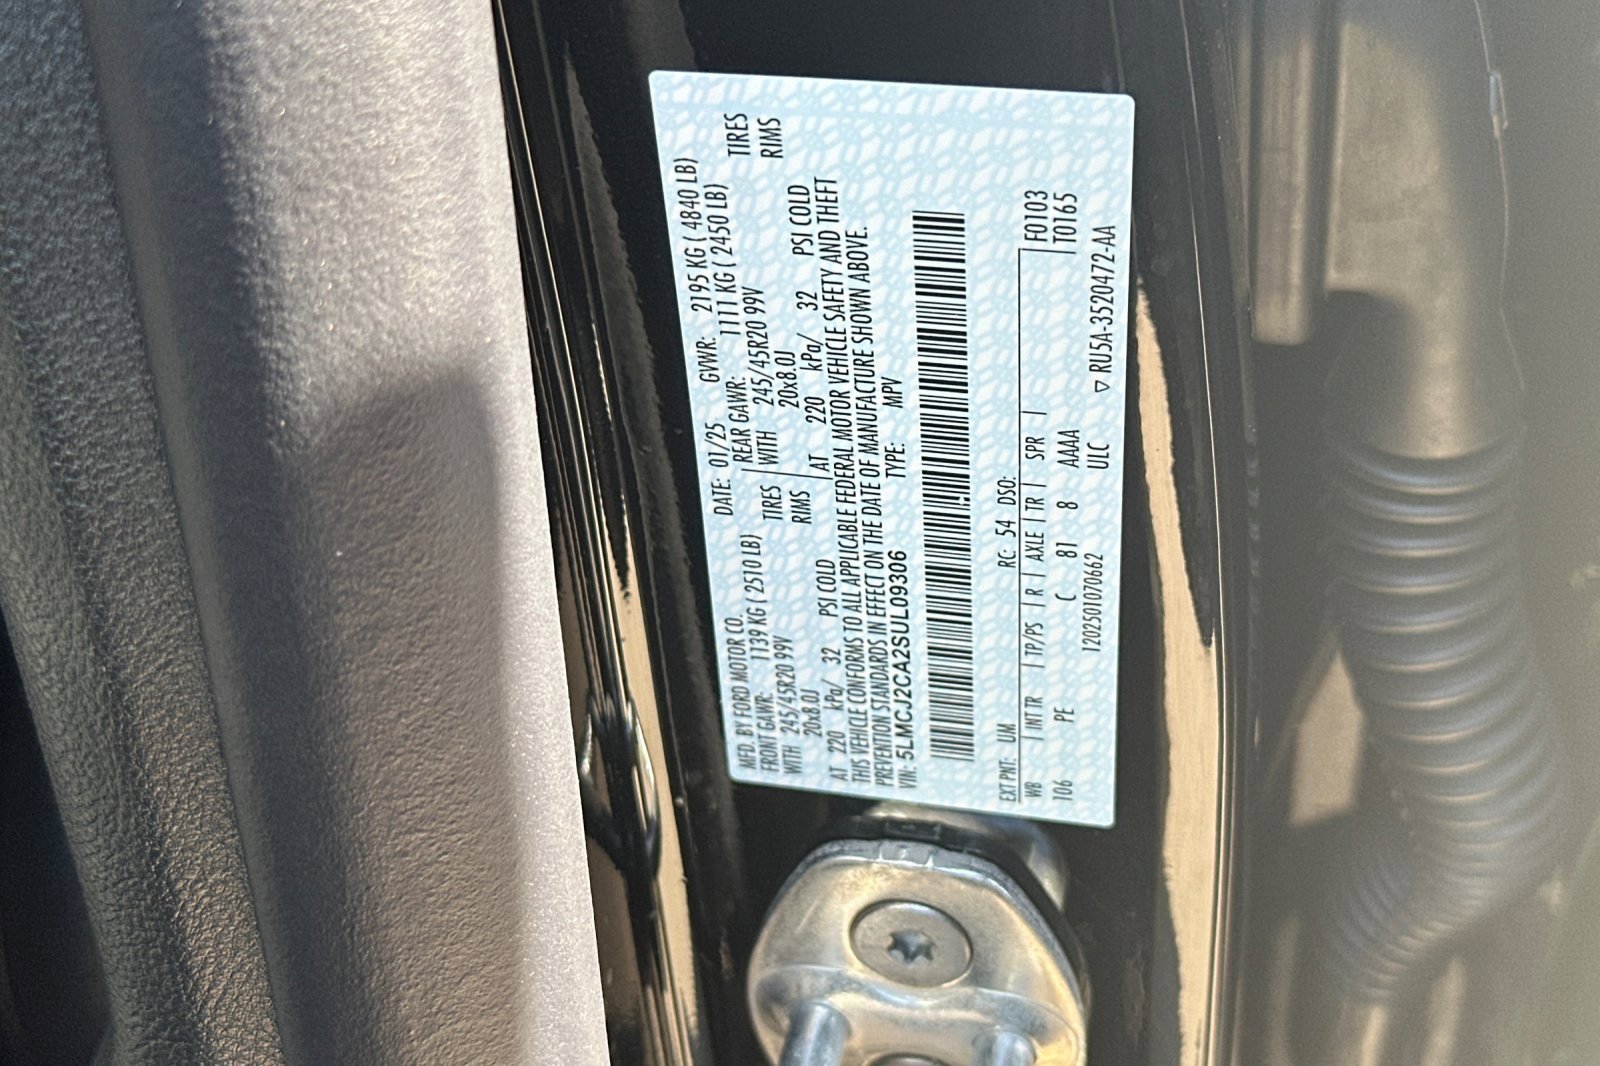 MFD. BY FORD MOTOR CO. DATE: 01/25 GVWR: 2195 KG ( 4840 LB)
FRONT GAWR: 1139 KG ( 2510 LB) REAR GAWR: 1111 KG ( 2450 LB)
WITH 245/45R20 99V TIRES WITH 245/45R20 99V TIRES
20x8.0J RIMS 20x8.0J RIMS
AT 220 kPa/ 32 PSI COLD AT 220 kPa/ 32 PSI COLD
THIS VEHICLE CONFORMS TO ALL APPLICABLE FEDERAL MOTOR VEHICLE SAFETY AND THEFT
PREVENTION STANDARDS IN EFFECT ON THE DATE OF MANUFACTURE SHOWN ABOVE.
VIN: 5LMCJ2CA2SUL09306 TYPE: MPV
EXT PNT: UM RC: 54 DSO:
WB | INT TR | TP/PS | R | AXLE | TR | SPR | F0103
106 PE C 81 8 AAAA T0165
120250107066​2 ULC ▽ RU5A-3520472-AA